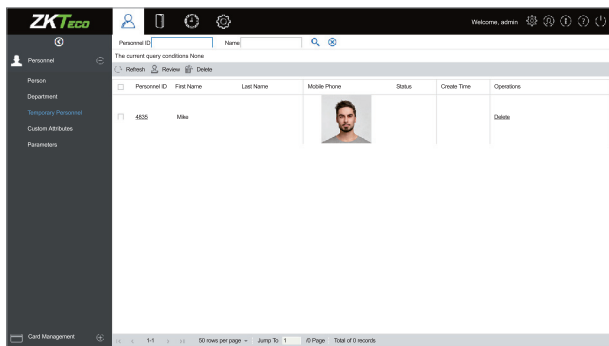 ZKTeco
Welcome, admin
Personnel ID Name
The current query conditions None
Refresh Review Delete
Personnel
Person
Department
Temporary Personnel
Custom Attributes
Parameters
Personnel ID First Name Last Name Mobile Phone Status Create Time Operations
4835 Mike Delete
Card Management
1-1 50 rows per page Jump To 1 /0 Page Total of 0 records